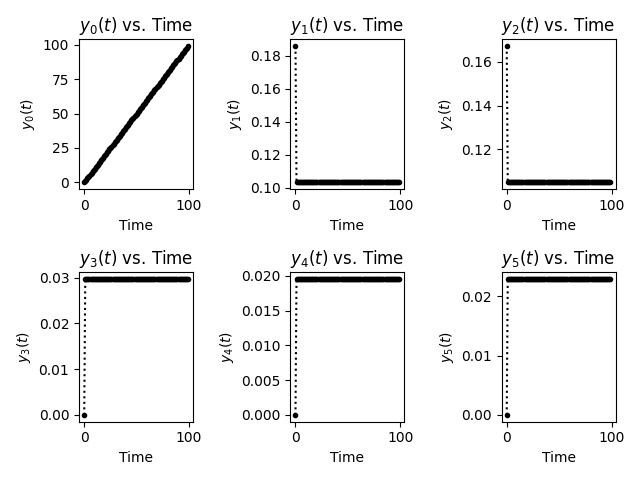 y₀(t) vs. Time
y₁(t) vs. Time
y₂(t) vs. Time
100
75
50
25
0
y₀(t)
0
100
Time
0.18
0.16
0.14
0.12
0.10
y₁(t)
0
100
Time
0.16
0.14
0.12
y₂(t)
0
100
Time
y₃(t) vs. Time
y₄(t) vs. Time
y₅(t) vs. Time
0.03
0.02
0.01
0.00
y₃(t)
0
100
Time
0.020
0.015
0.010
0.005
0.000
y₄(t)
0
100
Time
0.02
0.01
0.00
y₅(t)
0
100
Time